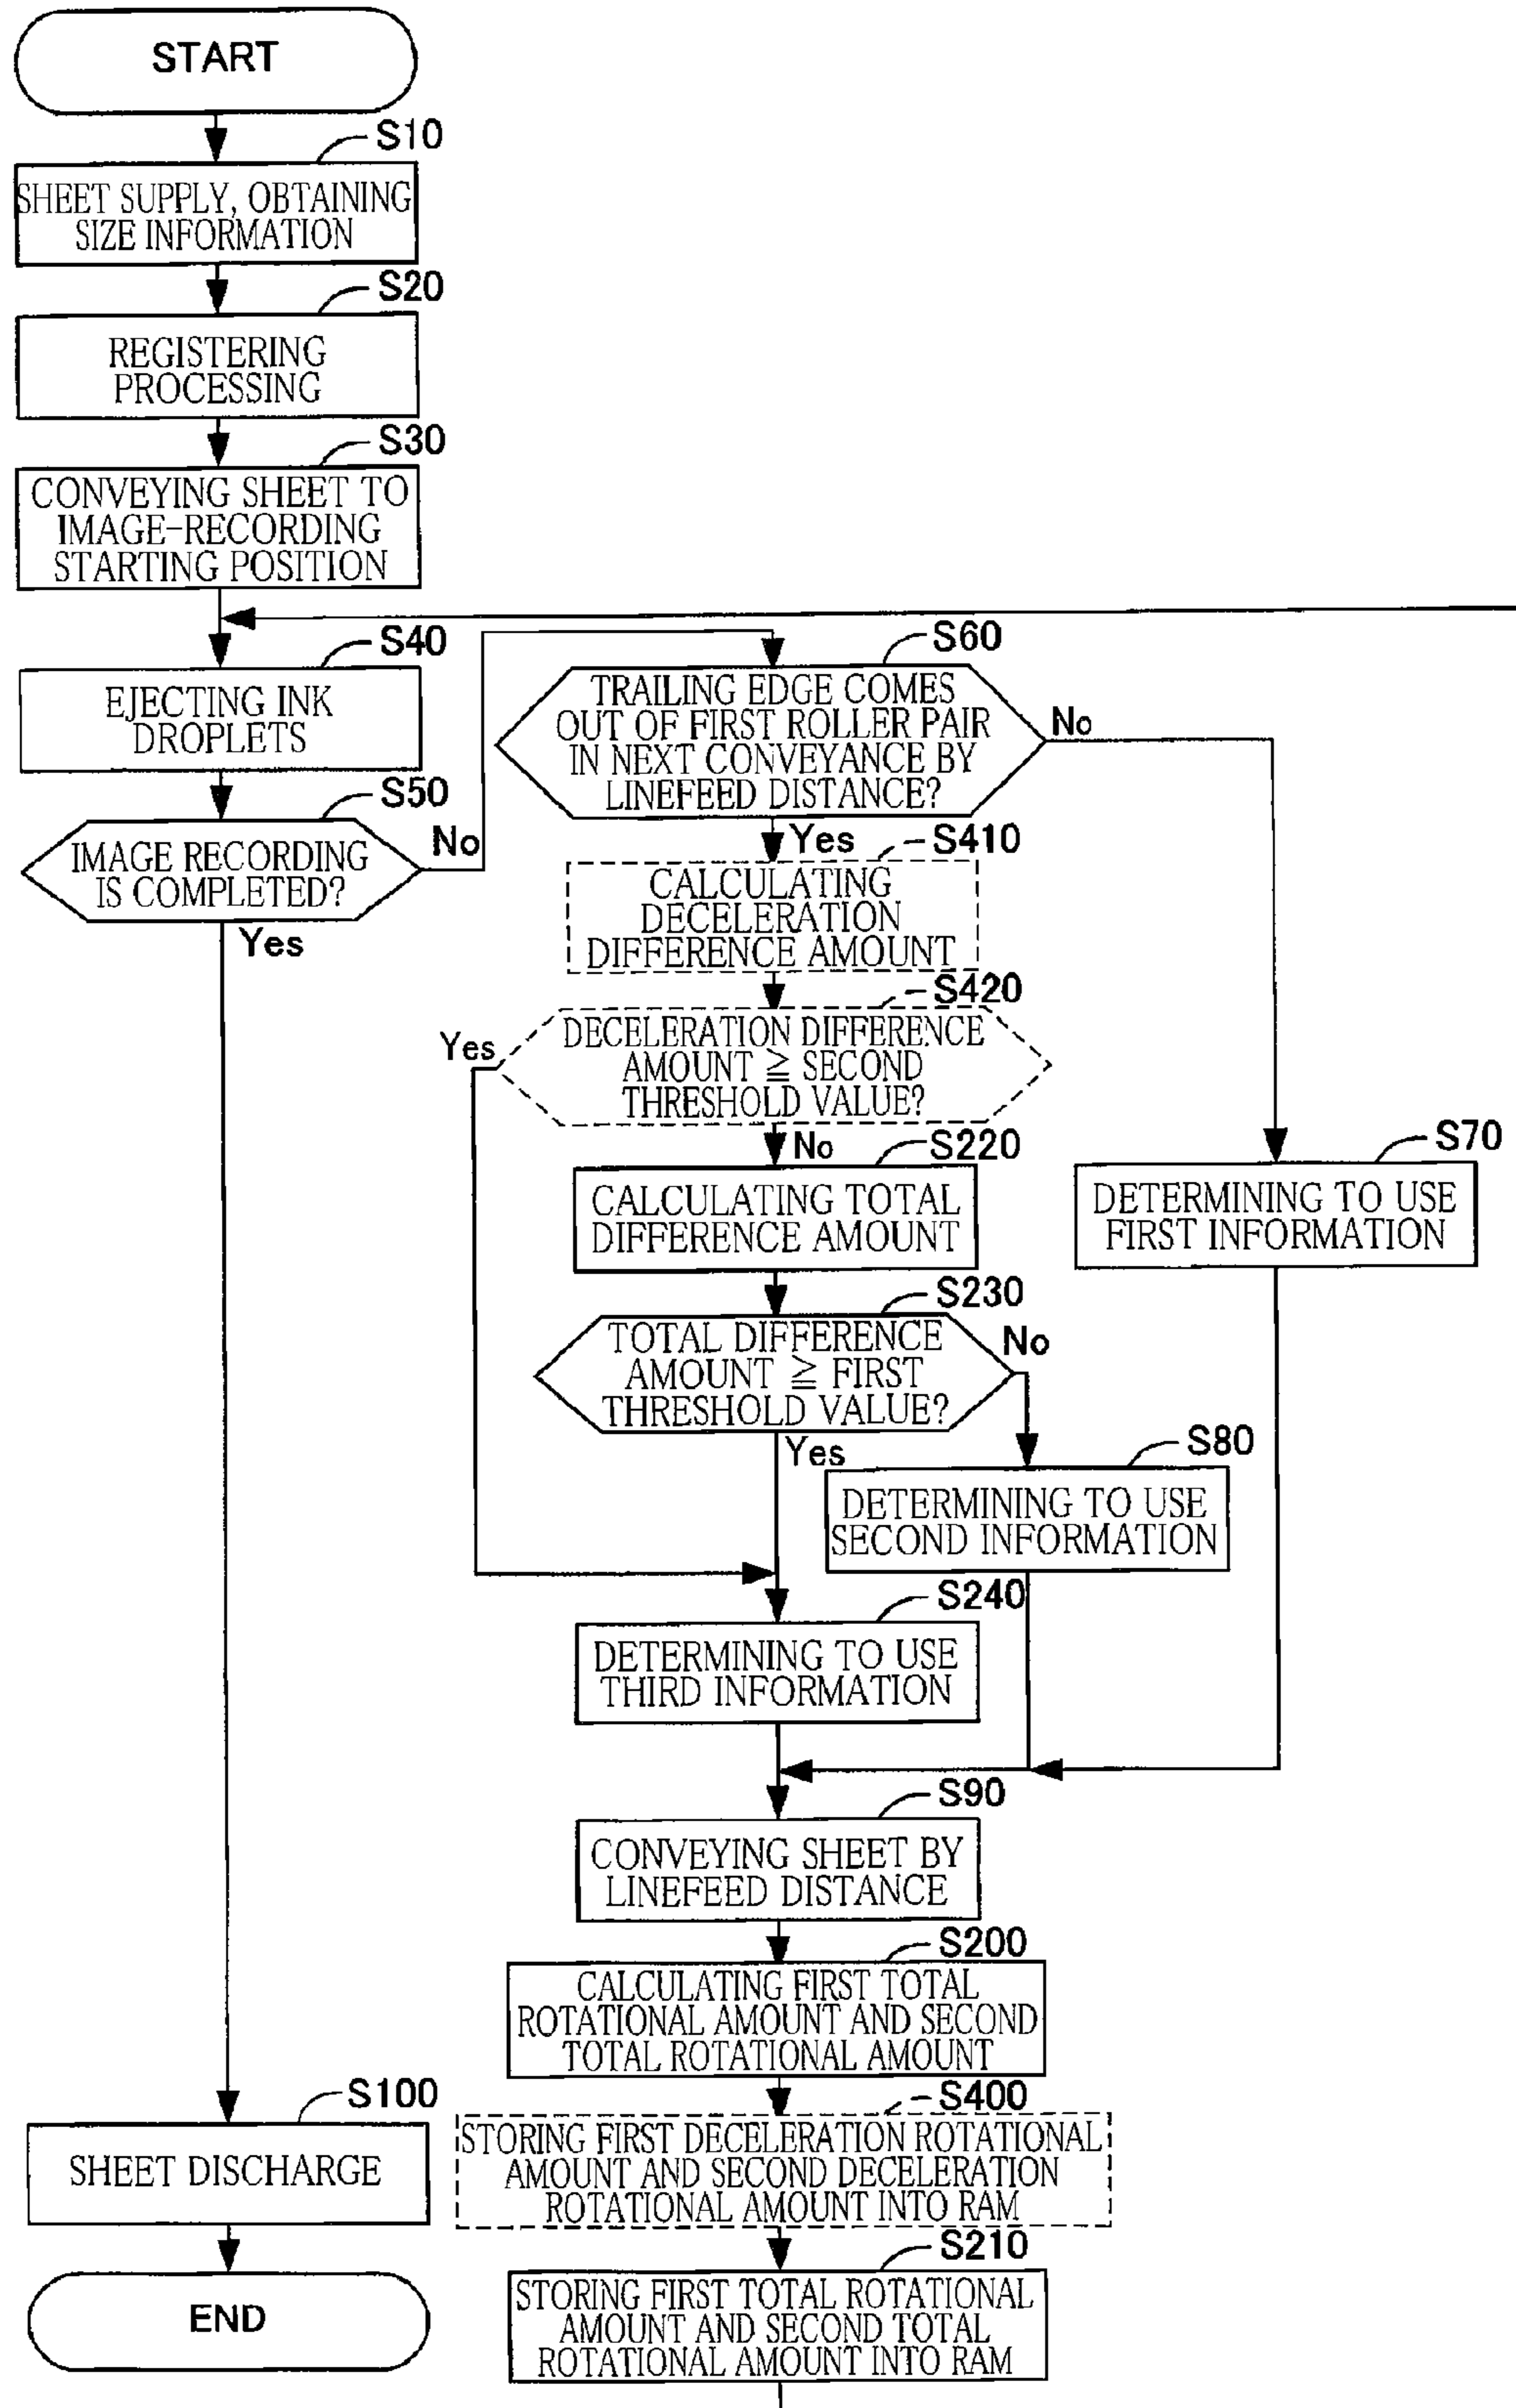 START
S10
SHEET SUPPLY, OBTAINING
SIZE INFORMATION
S20
REGISTERING
PROCESSING
S30
CONVEYING SHEET TO
IMAGE-RECORDING
STARTING POSITION
S40
EJECTING INK
DROPLETS
S50
IMAGE RECORDING
IS COMPLETED?
No
Yes
S60
TRAILING EDGE COMES
OUT OF FIRST ROLLER PAIR
IN NEXT CONVEYANCE BY
LINEFEED DISTANCE?
No
Yes
S410
CALCULATING
DECELERATION
DIFFERENCE AMOUNT
S420
DECELERATION DIFFERENCE
AMOUNT ≧ SECOND
THRESHOLD VALUE?
Yes
No
S220
CALCULATING TOTAL
DIFFERENCE AMOUNT
S70
DETERMINING TO USE
FIRST INFORMATION
S230
TOTAL DIFFERENCE
AMOUNT ≧ FIRST
THRESHOLD VALUE?
No
Yes
S80
DETERMINING TO USE
SECOND INFORMATION
S240
DETERMINING TO USE
THIRD INFORMATION
S90
CONVEYING SHEET BY
LINEFEED DISTANCE
S200
CALCULATING FIRST TOTAL
ROTATIONAL AMOUNT AND SECOND
TOTAL ROTATIONAL AMOUNT
S400
STORING FIRST DECELERATION ROTATIONAL
AMOUNT AND SECOND DECELERATION
ROTATIONAL AMOUNT INTO RAM
S210
STORING FIRST TOTAL ROTATIONAL
AMOUNT AND SECOND TOTAL
ROTATIONAL AMOUNT INTO RAM
S100
SHEET DISCHARGE
END